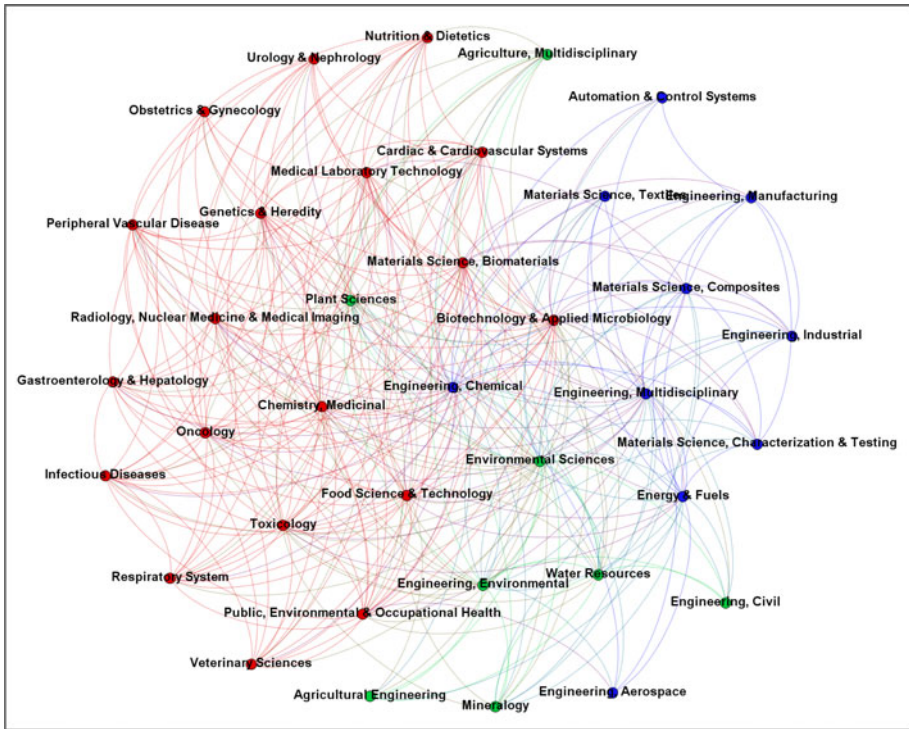 Nutrition & Dietetics
Urology & Nephrology
Agriculture, Multidisciplinary
Automation & Control Systems
Obstetrics & Gynecology
Cardiac & Cardiovascular Systems
Medical Laboratory Technology
Materials Science, Textiles
Engineering, Manufacturing
Genetics & Heredity
Peripheral Vascular Disease
Materials Science, Biomaterials
Materials Science, Composites
Plant Sciences
Radiology, Nuclear Medicine & Medical Imaging
Biotechnology & Applied Microbiology
Engineering, Industrial
Gastroenterology & Hepatology
Engineering, Chemical
Engineering, Multidisciplinary
Chemistry, Medicinal
Oncology
Materials Science, Characterization & Testing
Environmental Sciences
Infectious Diseases
Food Science & Technology
Energy & Fuels
Toxicology
Respiratory System
Engineering, Environmental
Water Resources
Engineering, Civil
Public, Environmental & Occupational Health
Veterinary Sciences
Agricultural Engineering
Mineralogy
Engineering, Aerospace